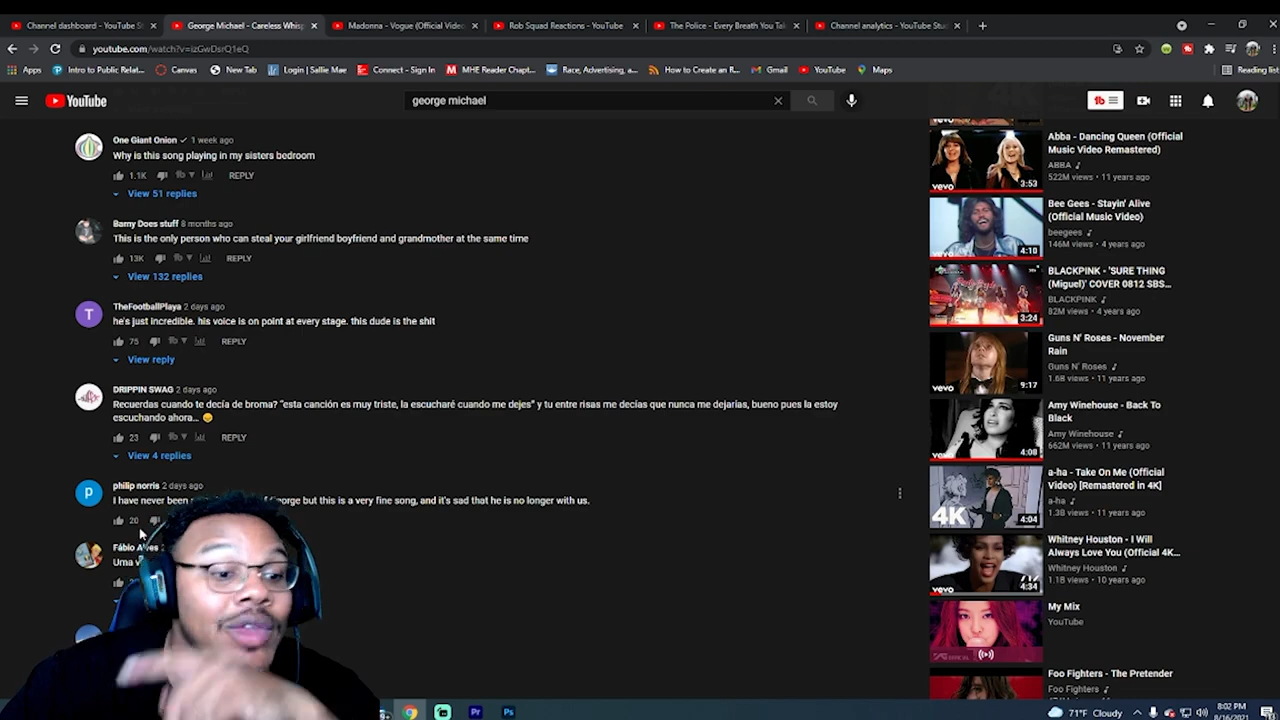 Channel dashboard - YouTube St
George Michael - Careless Whisp
Madonna - Vogue (Official Video)
Rob Squad Reactions - YouTube
The Police - Every Breath You Tak
Channel analytics - YouTube Stud
youtube.com/watch?v=izGwDsrQ1eQ
Apps
Intro to Public Relat...
Canvas
New Tab
Login | Sallie Mae
Connect - Sign In
MHE Reader Chapt...
Race, Advertising, a...
How to Create an R...
Gmail
YouTube
Maps
Reading list
YouTube
george michael
One Giant Onion 1 week ago
Why is this song playing in my sisters bedroom
1.1K REPLY
View 51 replies
Barny Does stuff 8 months ago
This is the only person who can steal your girlfriend boyfriend and grandmother at the same time
13K REPLY
View 132 replies
TheFootballPlaya 2 days ago
he's just incredible. his voice is on point at every stage. this dude is the shit
75 REPLY
View reply
DRIPPIN SWAG 2 days ago
Recuerdas cuando te decía de broma? "esta canción es muy triste, la escucharé cuando me dejes" y tu entre risas me decías que nunca me dejarías, bueno pues la estoy
escuchando ahora...
23 REPLY
View 4 replies
P
philip norris 2 days ago
I have never been orge but this is a very fine song, and it's sad that he is no longer with us.
20
Fábio
Uma
vevo 3:53
Abba - Dancing Queen (Official
Music Video Remastered)
ABBA
522M views • 11 years ago
vevo 4:10
Bee Gees - Stayin' Alive
(Official Music Video)
beegees
146M views • 4 years ago
3:24
BLACKPINK - 'SURE THING
(Miguel)' COVER 0812 SBS...
BLACKPINK
82M views • 4 years ago
vevo 9:17
Guns N' Roses - November
Rain
Guns N' Roses
1.6B views • 11 years ago
vevo 4:08
Amy Winehouse - Back To
Black
Amy Winehouse
662M views • 11 years ago
4K 4:04
a-ha - Take On Me (Official
Video) [Remastered in 4K]
a-ha
1.3B views • 11 years ago
vevo 4:34
Whitney Houston - I Will
Always Love You (Official 4K...
Whitney Houston
1.1B views • 10 years ago
My Mix
YouTube
Foo Fighters - The Pretender
Foo Fighters
Pr
Ps
71°F Cloudy
8:02 PM
8/16/2021